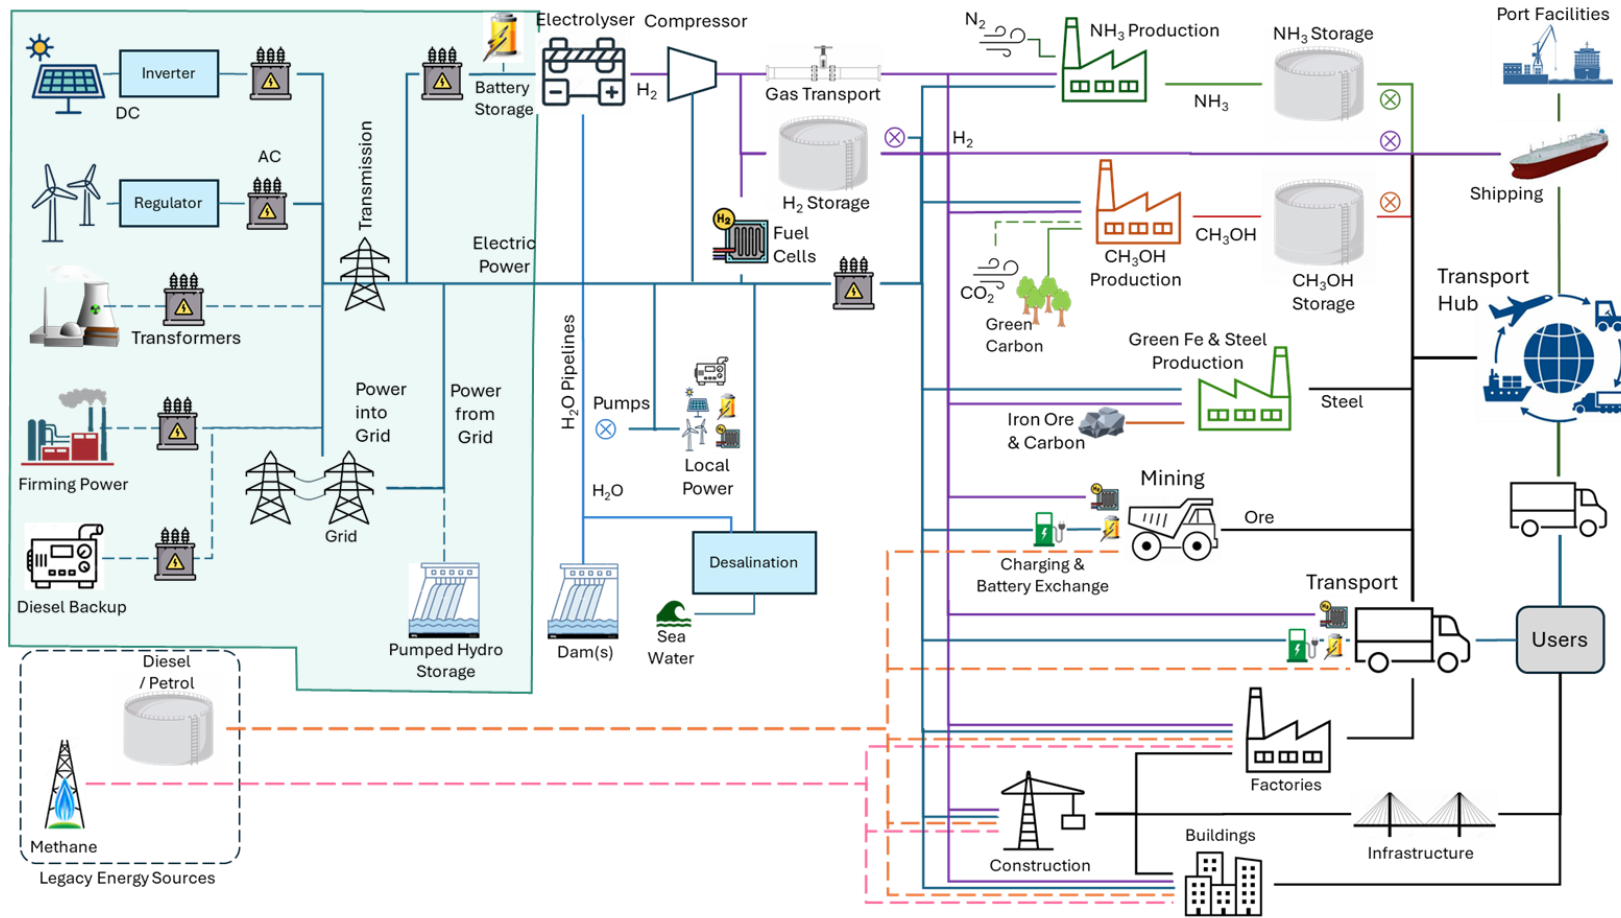 Electrolyser
Compressor
N2
NH3 Production
NH3 Storage
Port Facilities
Inverter
DC
Battery
Storage
H2
Gas Transport
NH3
AC
Transmission
H2
Regulator
H2 Storage
Shipping
H2
Fuel
Cells
Electric
Power
CH3OH
CH3OH
Production
CO2
CH3OH
Storage
Transport
Hub
Green
Carbon
Transformers
Green Fe & Steel
Production
H2O Pipelines
Power
into
Grid
Power
from
Grid
Pumps
Steel
Iron Ore
& Carbon
Local
Power
Firming Power
Mining
H2O
Ore
Grid
Desalination
Charging &
Battery Exchange
Diesel Backup
Transport
Pumped Hydro
Storage
Dam(s)
Sea
Water
Users
Diesel
/ Petrol
Factories
Methane
Construction
Buildings
Infrastructure
Legacy Energy Sources